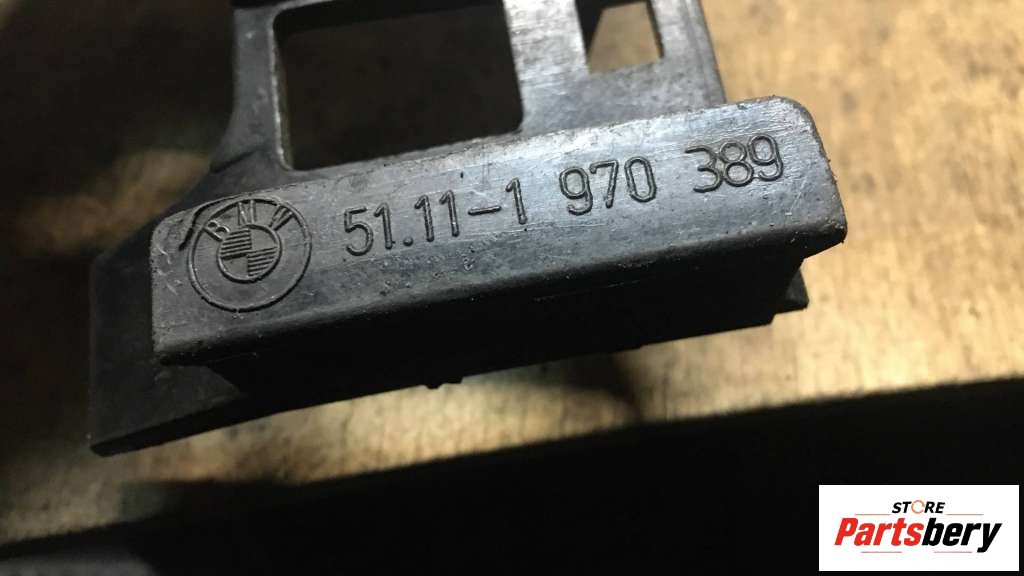 BMW
51.11-1 970 389
STORE
Partsbery